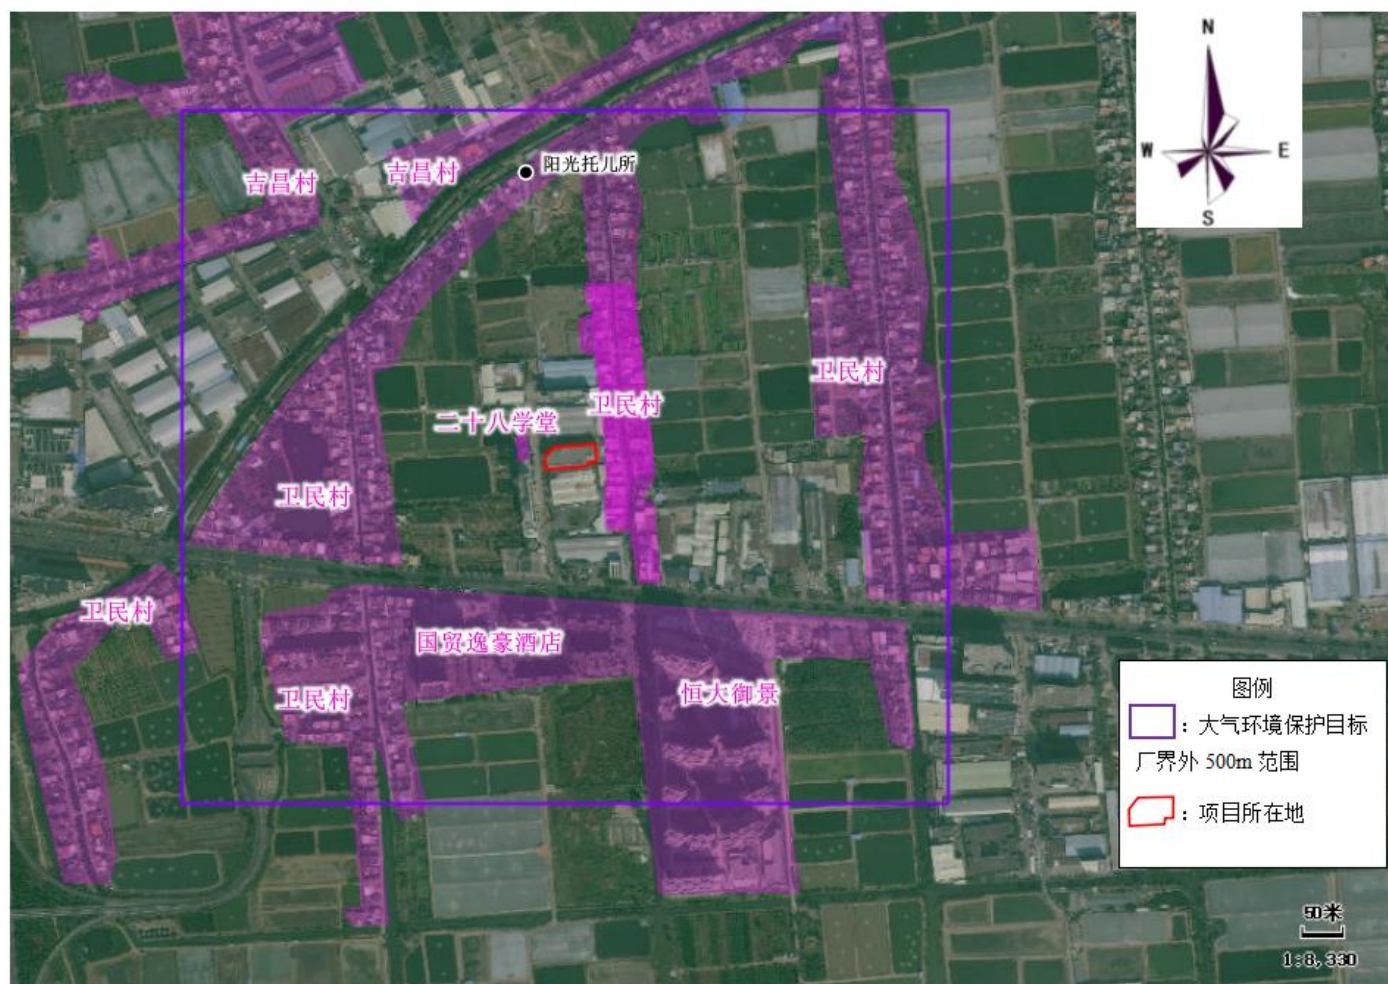 N
W E
S
吉昌村
吉昌村
阳光托儿所
卫民村
卫民村
二十八学堂
卫民村
卫民村
国贸逸豪酒店
卫民村
恒大御景
图例
：大气环境保护目标
厂界外 500m 范围
：项目所在地
50米
1:8,330